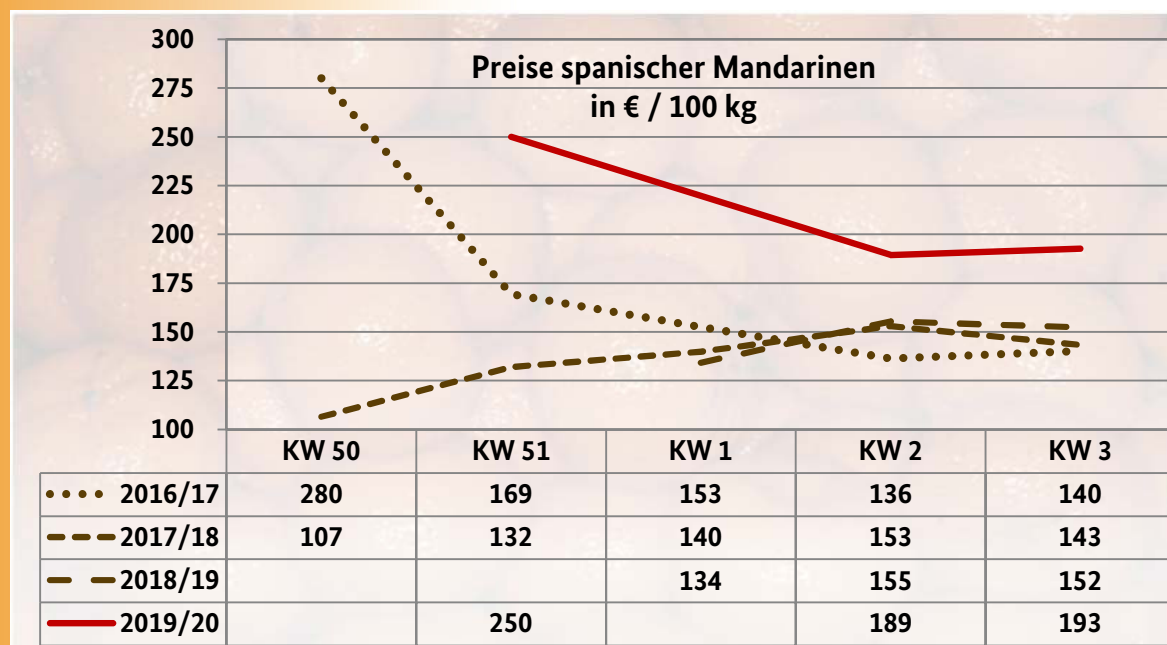 Preise spanischer Mandarinen
in € / 100 kg
300
275
250
225
200
175
150
125
100
KW 50 KW 51 KW 1 KW 2 KW 3
2016/17 280 169 153 136 140
2017/18 107 132 140 153 143
2018/19 134 155 152
2019/20 250 189 193